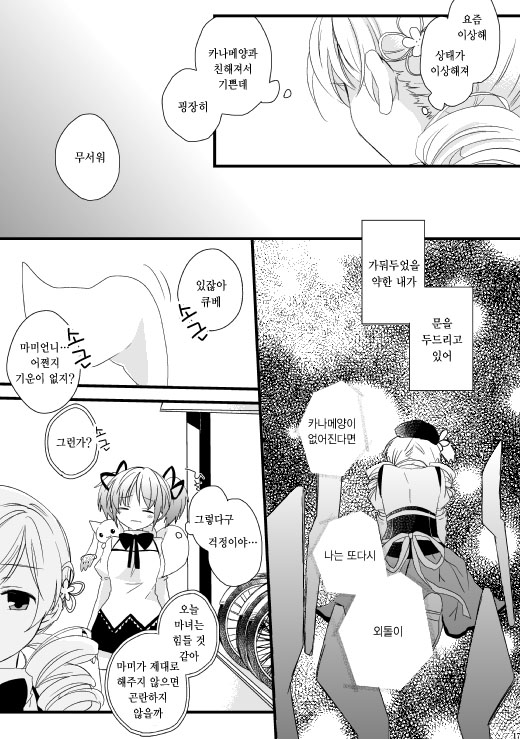 요즘
이상해
상태가
이상해져
카나메양과
친해져서
기쁜데
굉장히
무서워
가둬두었을
약한 내가
문을
두드리고
있어
카나메양이
없어진다면
나는 또다시
외톨이
있잖아
큐베
소근
소근
마미언니…
어쩐지
기운이 없지?
그런가?
소근
그렇다구
걱정이야…
오늘
마녀는
힘들 것
같아
마미가 제대로
해주지 않으면
곤란하지
않을까
17